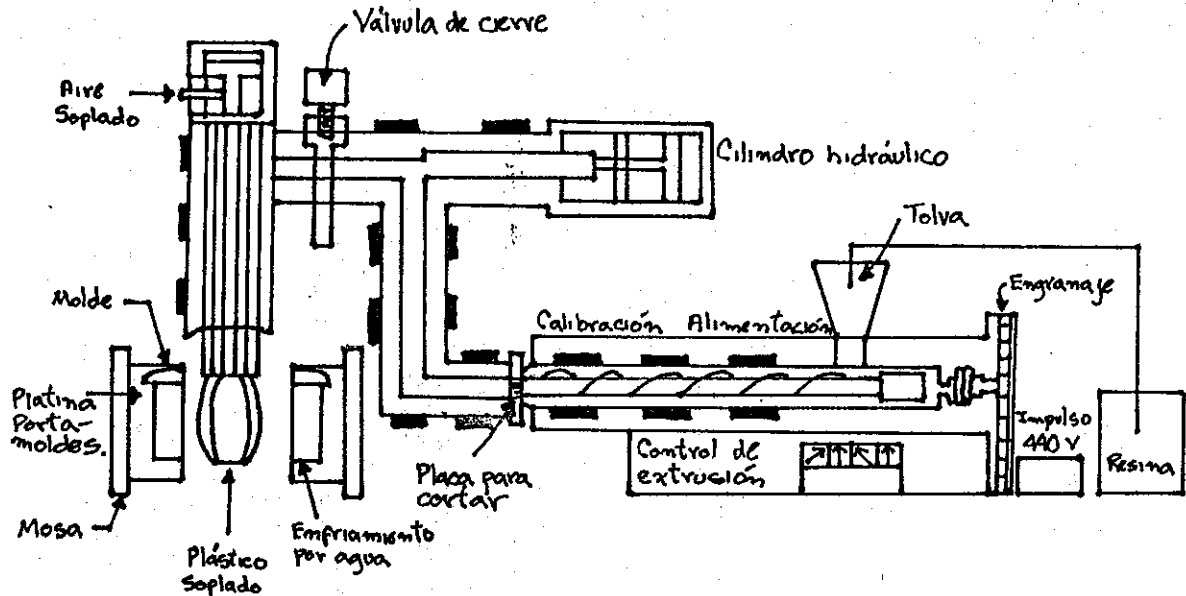 Válvula de cierre
Aire
Soplado
Cilindro hidráulico
Tolva
Engranaje
Molde
Calibración Alimentación
Platina
Porta-
moldes.
Impulso
440 V
Resina
Control de
extrusión
Placa para
cortar
Mosa
Enfriamiento
por agua
Plástico
soplado